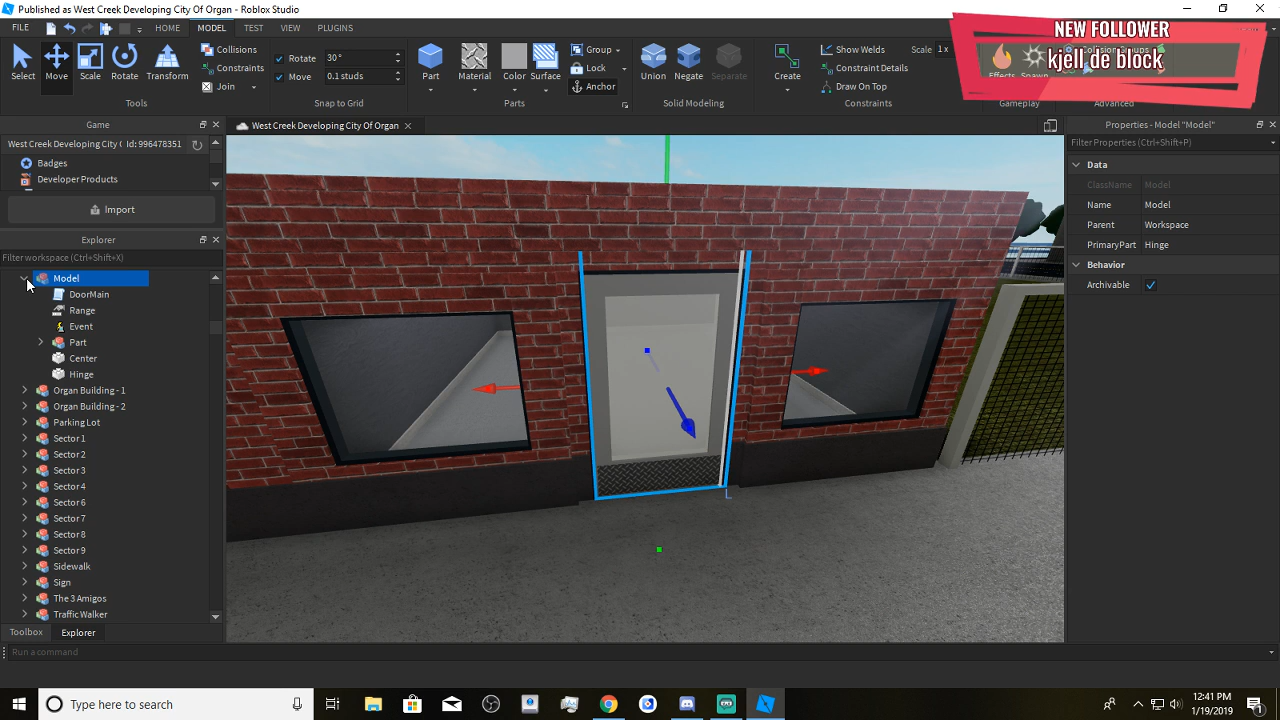 Published as West Creek Developing City Of Organ - Roblox Studio
FILE HOME MODEL TEST VIEW PLUGINS
NEW FOLLOWER
kjell de block
Select Move Scale Rotate Transform
Collisions
Constraints
Join
Tools
Rotate 30°
Move 0.1 studs
Snap to Grid
Part Material Color Surface
Group
Lock
Anchor
Parts
Union Negate Separate
Solid Modeling
Create
Show Welds Scale 1 x
Constraint Details
Draw On Top
Constraints
Effects Spawn
Gameplay
Advanced
Game
West Creek Developing City ( Id: 996478351
Badges
Developer Products
Import
Explorer
Filter workspace (Ctrl+Shift+X)
Model
DoorMain
Range
Event
Part
Center
Hinge
Organ Building - 1
Organ Building - 2
Parking Lot
Sector 1
Sector 2
Sector 3
Sector 4
Sector 6
Sector 7
Sector 8
Sector 9
Sidewalk
Sign
The 3 Amigos
Traffic Walker
Toolbox Explorer
Run a command
West Creek Developing City Of Organ
L
Properties - Model "Model"
Filter Properties (Ctrl+Shift+P)
Data
ClassName Model
Name Model
Parent Workspace
PrimaryPart Hinge
Behavior
Archivable
Type here to search
12:41 PM
1/19/2019
1